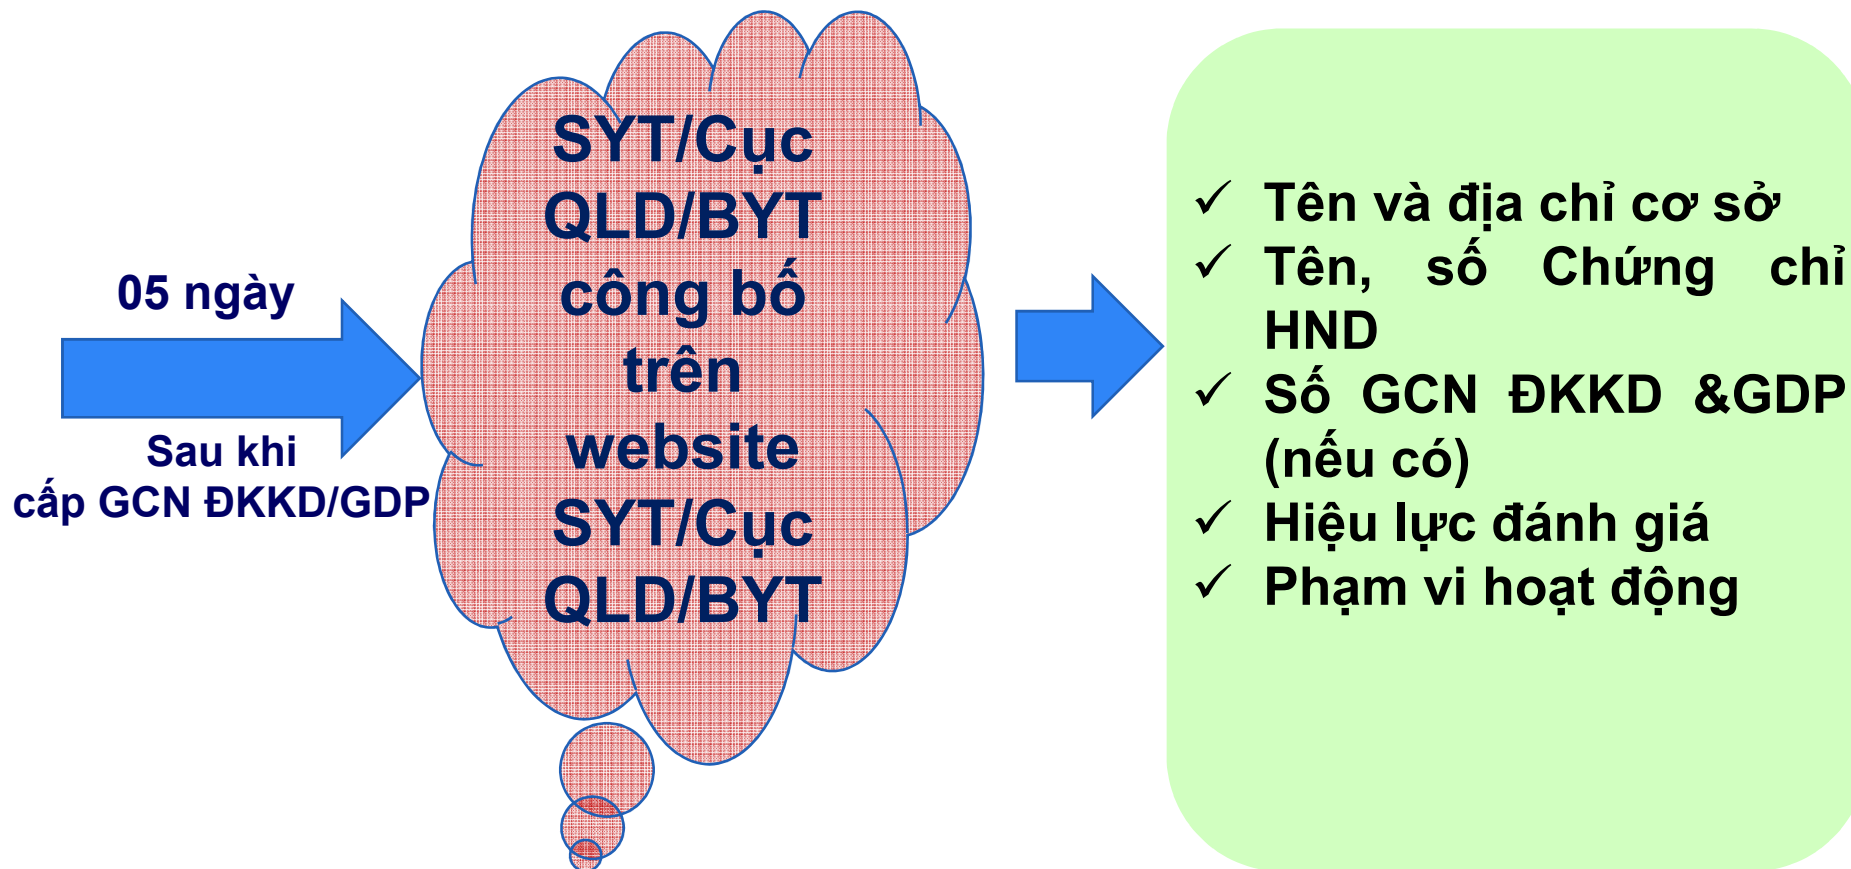 05 ngày
Sau khi
cấp GCN ĐKKD/GDP
SYT/Cục
QLD/BYT
công bố
trên
website
SYT/Cục
QLD/BYT
✓ Tên và địa chỉ cơ sở
✓ Tên, số Chứng chỉ
HND
✓ Số GCN ĐKKD &GDP
(nếu có)
✓ Hiệu lực đánh giá
✓ Phạm vi hoạt động